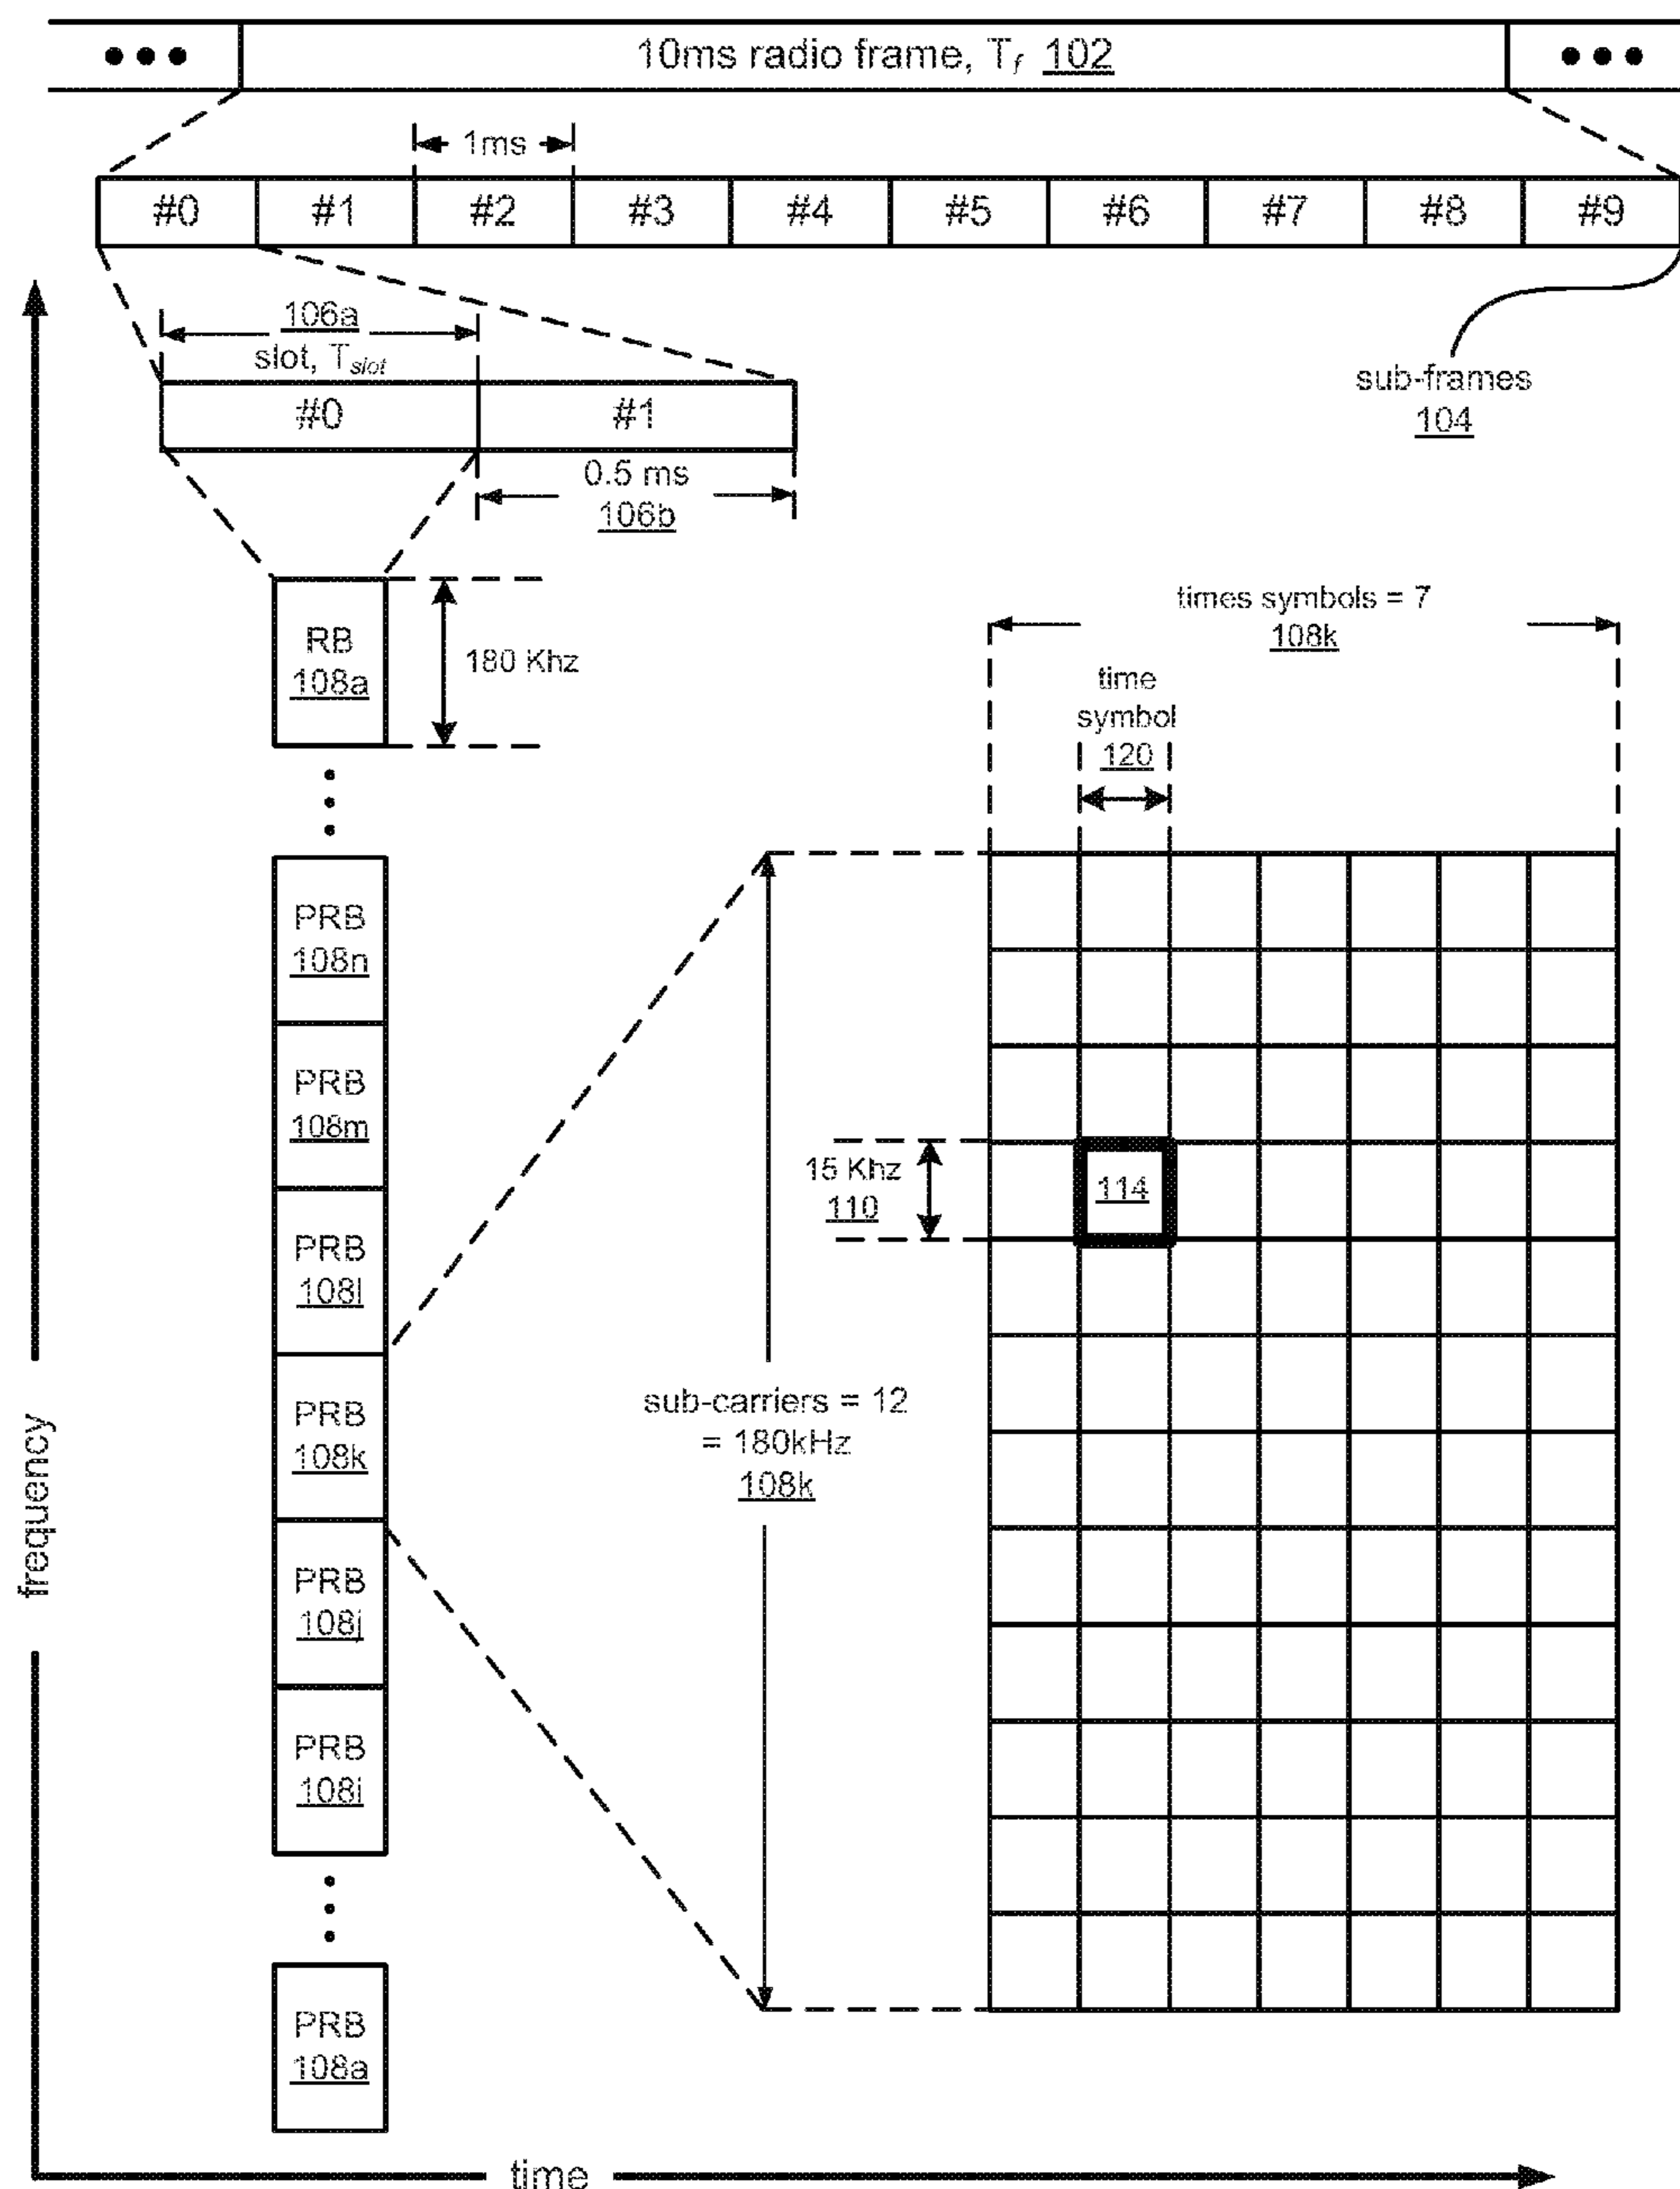 10ms radio frame, Tf 102
1ms
#0 #1 #2 #3 #4 #5 #6 #7 #8 #9
106a
slot, Tslot
#0 #1
0.5 ms
106b
sub-frames
104
RB
108a
180 Khz
times symbols = 7
108k
time
symbol
120
PRB
108n
PRB
108m
PRB
108l
PRB
108k
PRB
108j
PRB
108i
PRB
108a
15 Khz
110
114
sub-carriers = 12
= 180kHz
108k
frequency
time